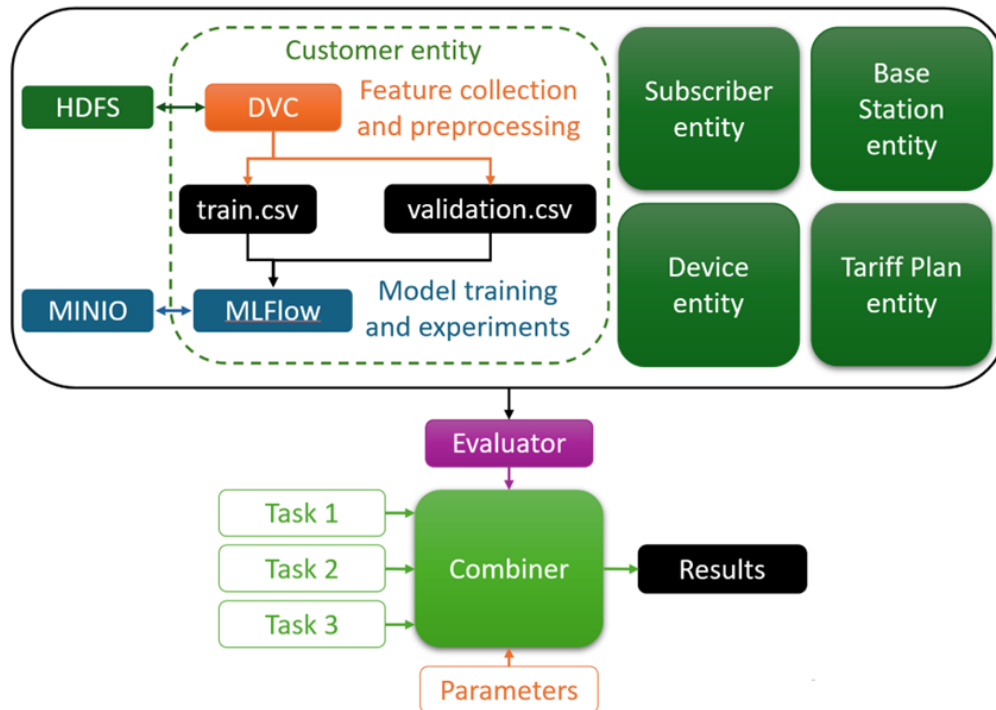 Customer entity
HDFS
DVC
Feature collection
and preprocessing
train.csv
validation.csv
MINIO
MLFlow
Model training
and experiments
Subscriber
entity
Base
Station
entity
Device
entity
Tariff Plan
entity
Evaluator
Task 1
Task 2
Task 3
Combiner
Results
Parameters